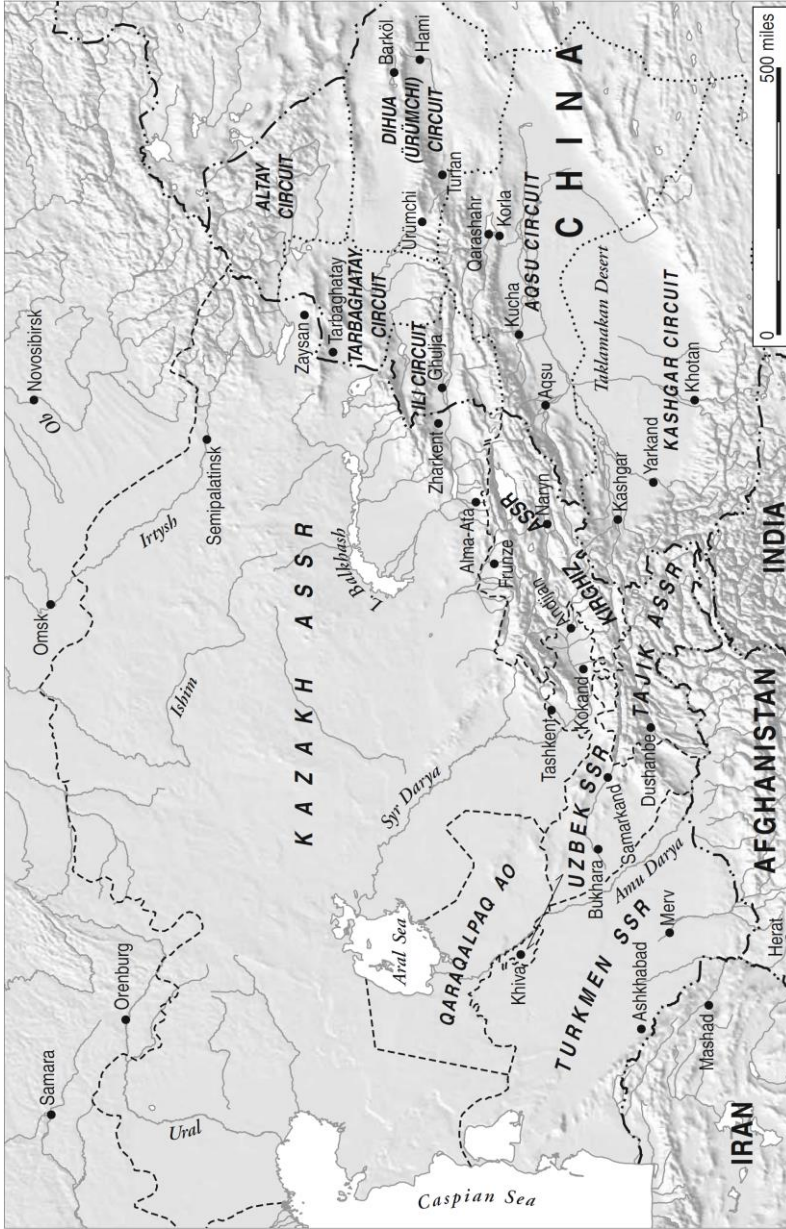 Samara
Orenburg
Ural
Omsk
Ishim
Irtysh
Ob
Novosibirsk
Semipalatinsk
KAZAKH ASSR
L. Balkhash
Zaysan
Tarbaghatay
TARBAGHATAY
CIRCUIT
ALTAY
CIRCUIT
Barköl
Hami
DIHUA
(ÜRÜMCHI)
CIRCUIT
Turfan
Urümchi
ILI CIRCUIT
Ghulja
Zharkent
Alma-Ata
Frunze
Naryn
KIRGHIZ ASSR
Qarashahr
Korla
Kucha
AQSU CIRCUIT
Aqsu
CHINA
Taklamakan Desert
KASHGAR CIRCUIT
Kashgar
Yarkand
Khotan
Aral Sea
Syr Darya
QARAQALPAQ AO
Khiva
Tashkent
Kokand
Andijan
UZBEK SSR
Bukhara
Samarkand
Amu Darya
Dushanbe
TAJIK ASSR
TURKMEN SSR
Ashkhabad
Merv
Mashad
Herat
Caspian Sea
IRAN
AFGHANISTAN
INDIA
0
500 miles